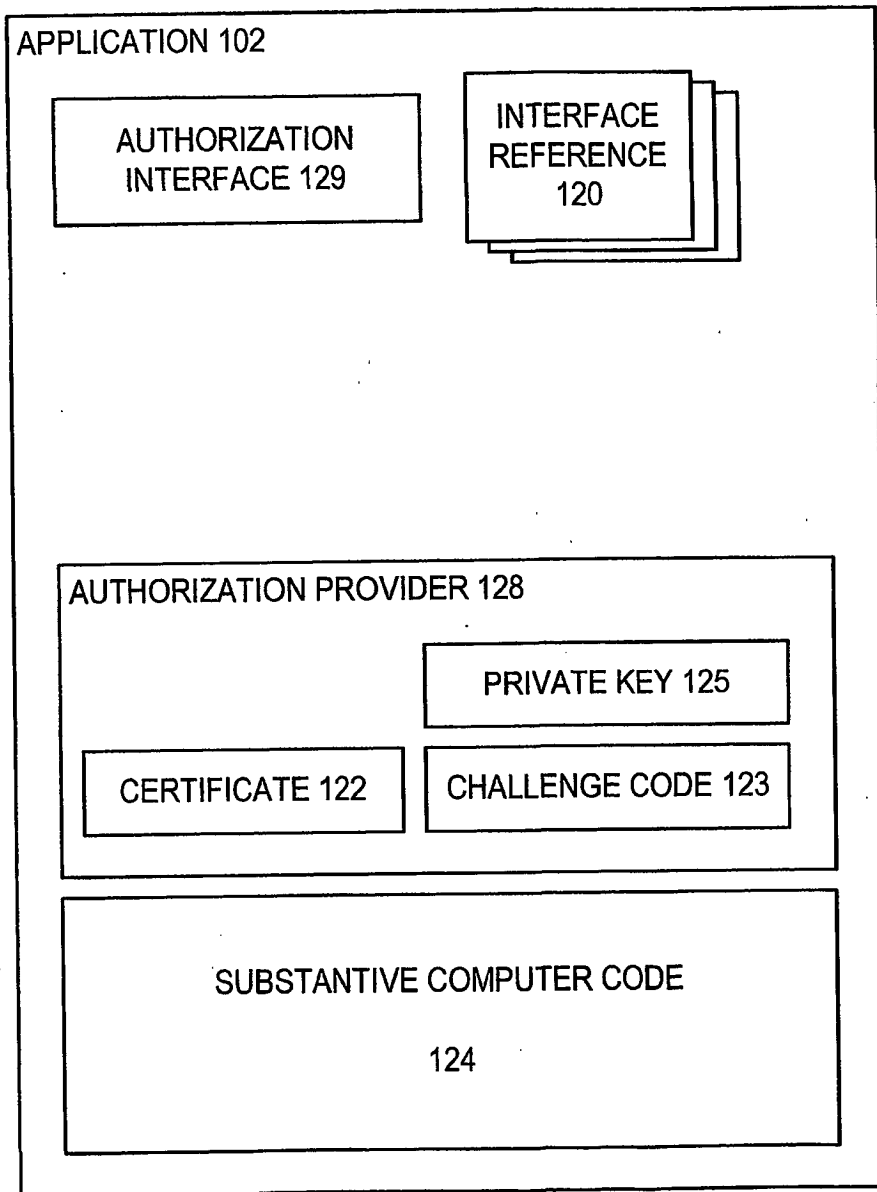 APPLICATION 102
AUTHORIZATION
INTERFACE 129
INTERFACE
REFERENCE
120
AUTHORIZATION PROVIDER 128
PRIVATE KEY 125
CERTIFICATE 122
CHALLENGE CODE 123
SUBSTANTIVE COMPUTER CODE
124